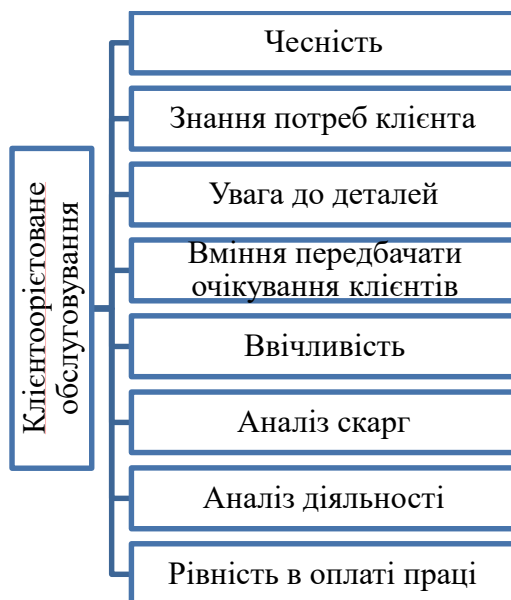 Клієнтоорієтоване
обслуговування
Чесність
Знання потреб клієнта
Увага до деталей
Вміння передбачати
очікування клієнтів
Ввічливість
Аналіз скарг
Аналіз діяльності
Рівність в оплаті праці